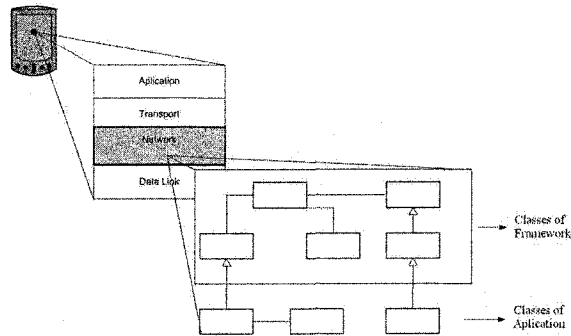 Aplication
Transport
Network
Data Link
Classes of
Framework
Classes of
Aplication